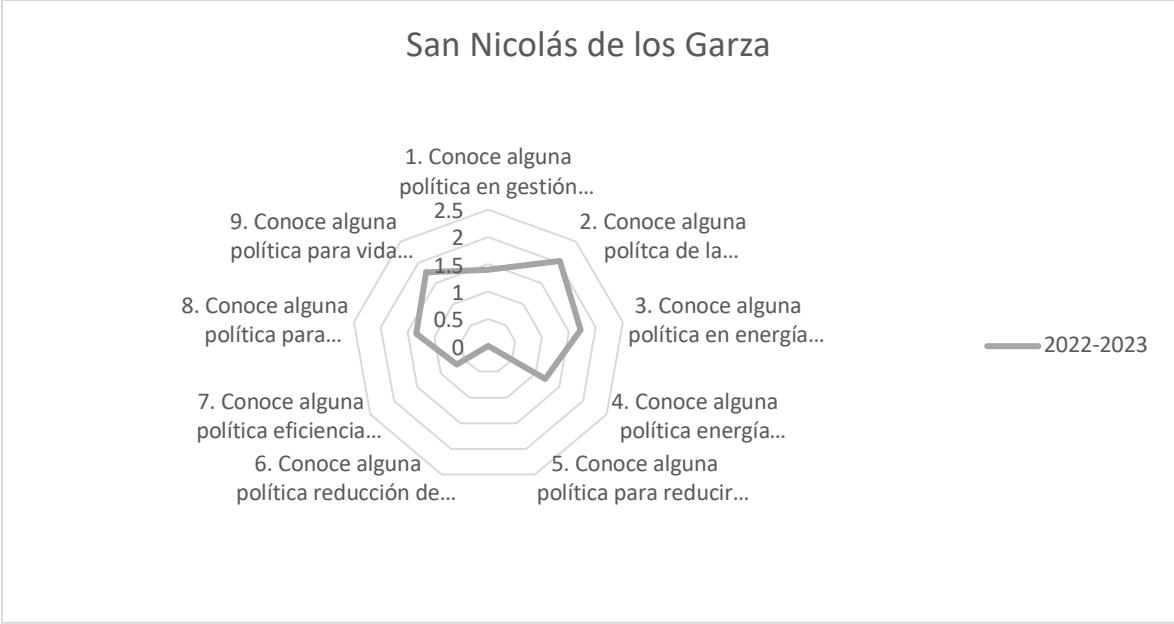 San Nicolás de los Garza
1. Conoce alguna
política en gestión...
2. Conoce alguna
polítca de la...
3. Conoce alguna
política en energía...
4. Conoce alguna
política energía...
5. Conoce alguna
política para reducir...
6. Conoce alguna
política reducción de...
7. Conoce alguna
política eficiencia...
8. Conoce alguna
política para...
9. Conoce alguna
política para vida...
2.5
2
1.5
1
0.5
0
2022-2023